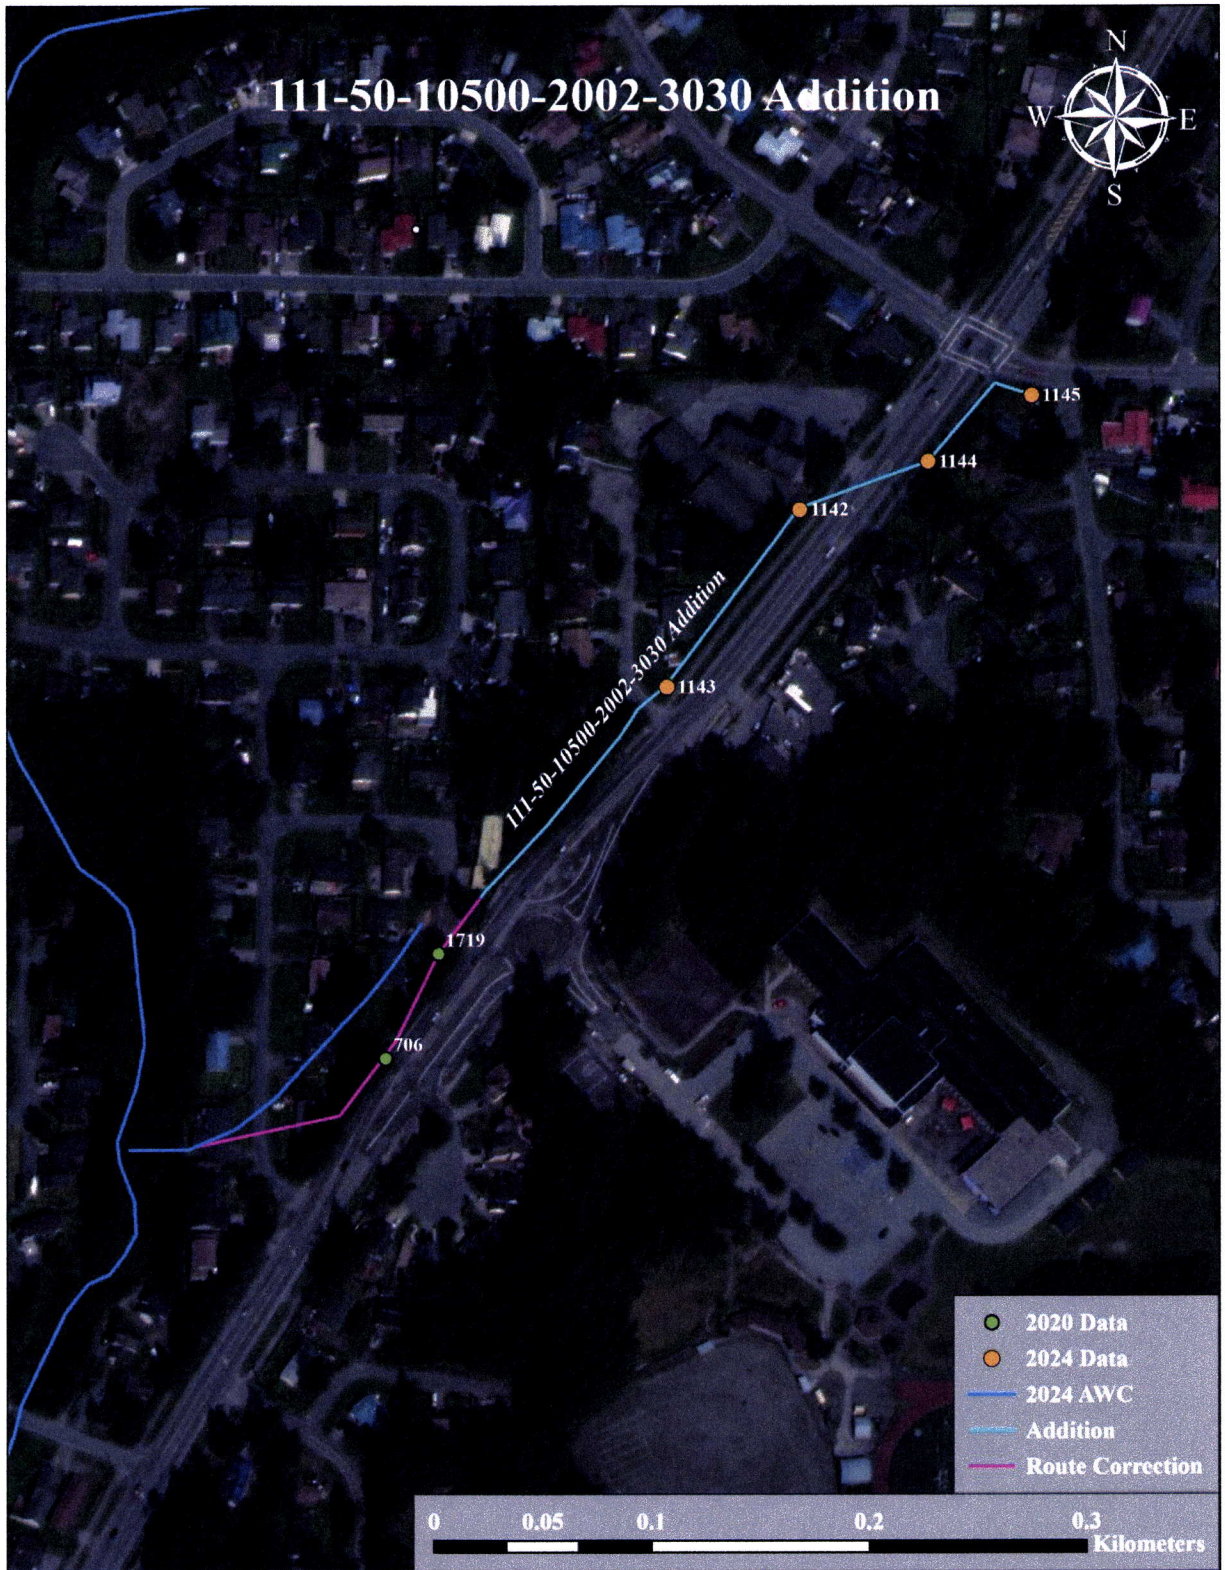 111-50-10500-2002-3030 Addition
N
W E
S
1145
1144
1142
111-50-10500-2002-3030 Addition
1143
1719
706
2020 Data
2024 Data
2024 AWC
Addition
Route Correction
0 0.05 0.1 0.2 0.3
Kilometers